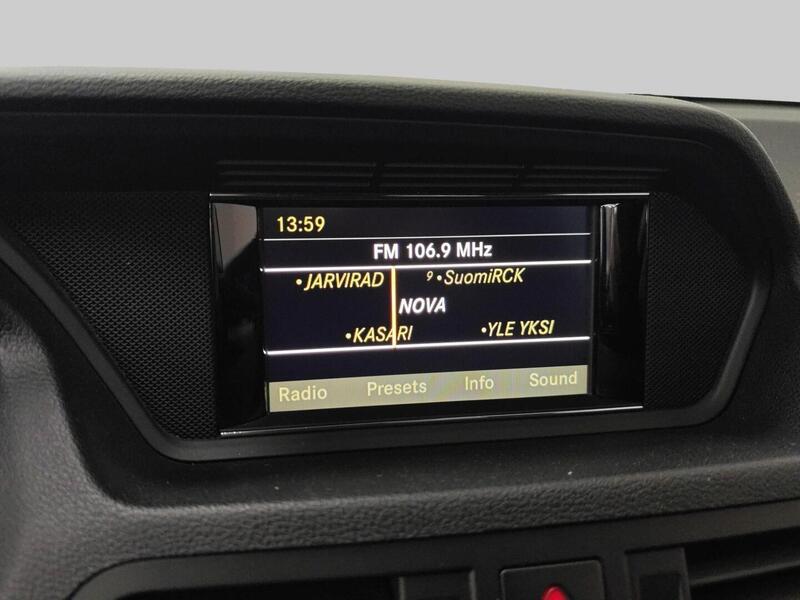 13:59
FM 106.9 MHz
•JARVIRAD 9 •SuomiRCK
NOVA
•KASARI •YLE YKSI
Radio Presets Info Sound